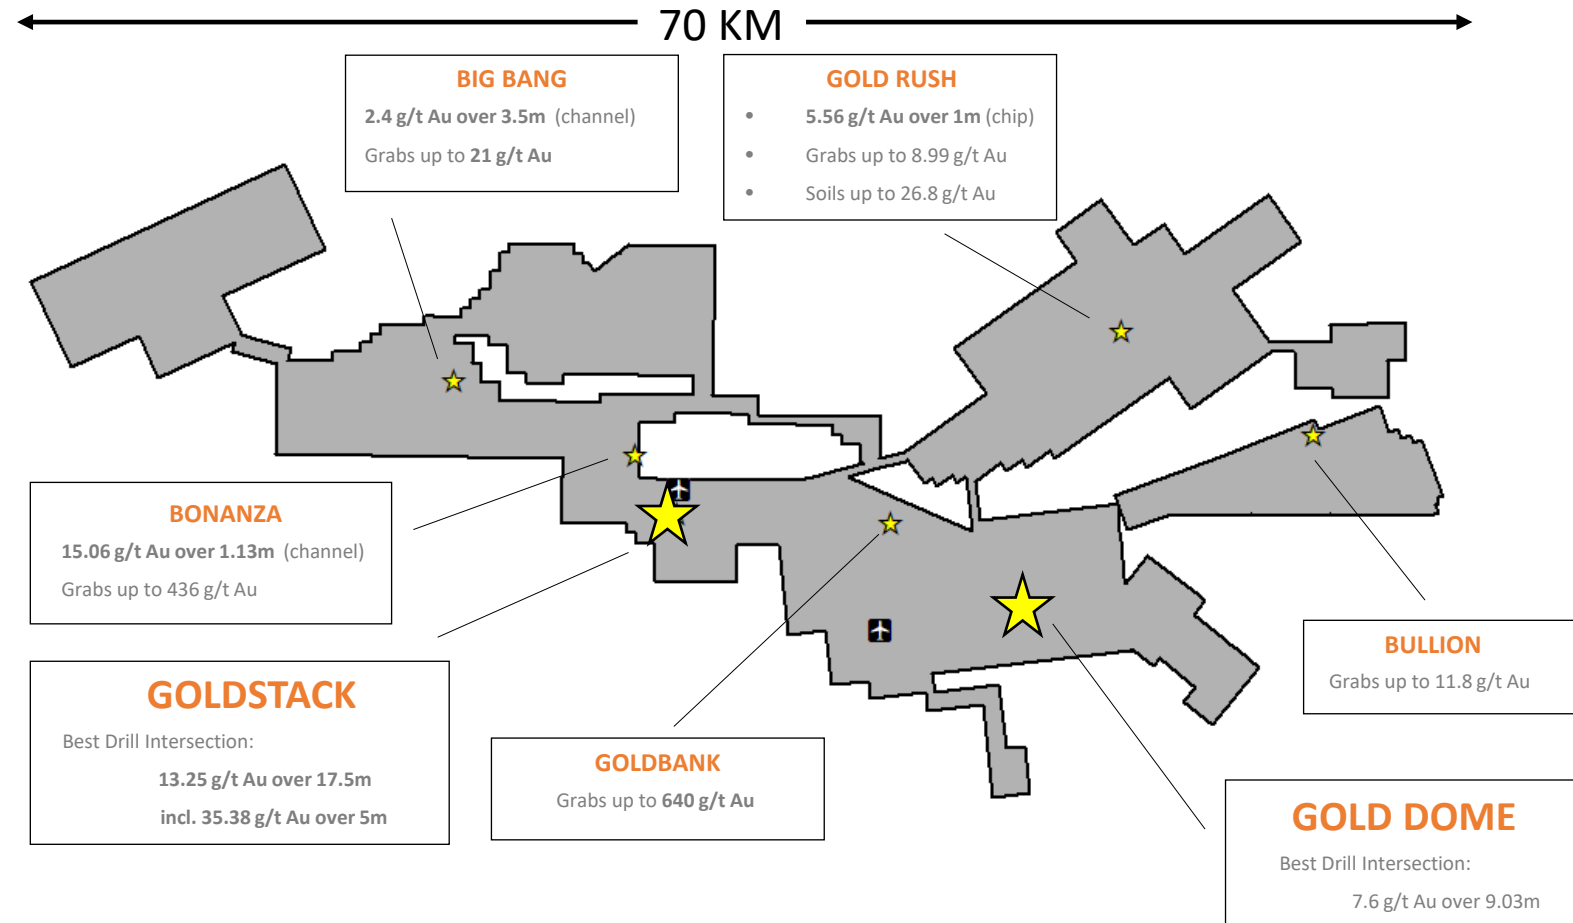 70 KM
BIG BANG
2.4 g/t Au over 3.5m (channel)
Grabs up to 21 g/t Au
GOLD RUSH
• 5.56 g/t Au over 1m (chip)
• Grabs up to 8.99 g/t Au
• Soils up to 26.8 g/t Au
BONANZA
15.06 g/t Au over 1.13m (channel)
Grabs up to 436 g/t Au
GOLDSTACK
Best Drill Intersection:
13.25 g/t Au over 17.5m
incl. 35.38 g/t Au over 5m
GOLDBANK
Grabs up to 640 g/t Au
BULLION
Grabs up to 11.8 g/t Au
GOLD DOME
Best Drill Intersection:
7.6 g/t Au over 9.03m